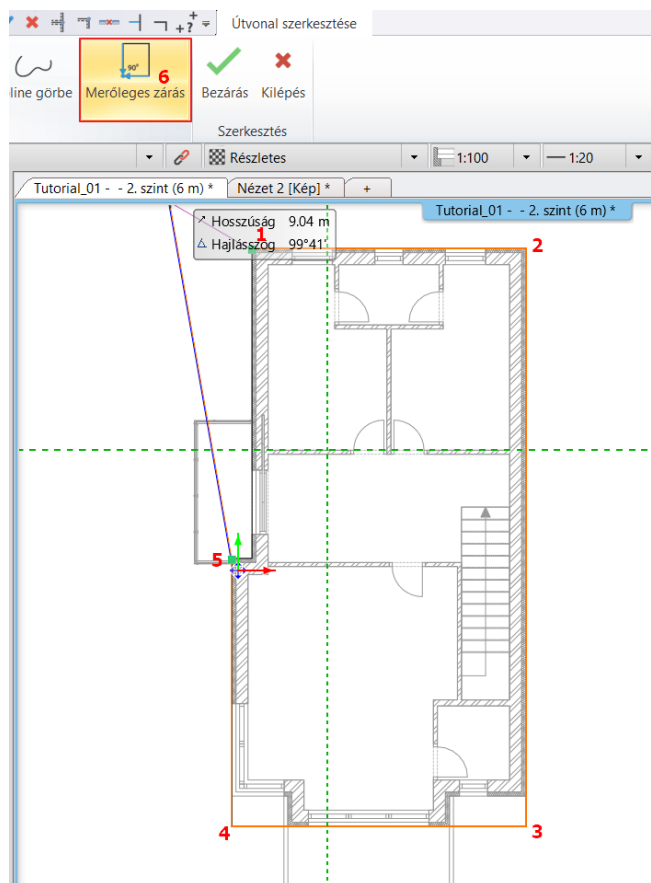 Útvonal szerkesztése
line görbe
90°
6
Merőleges zárás
Bezárás
Kilépés
Szerkesztés
Részletes
1:100
1:20
Tutorial_01 - - 2. szint (6 m) *
Nézet 2 [Kép] *
+
Tutorial_01 - - 2. szint (6 m) *
Hosszúság 9.04 m
1
Hajlásszög 99°41'
2
5
4
3